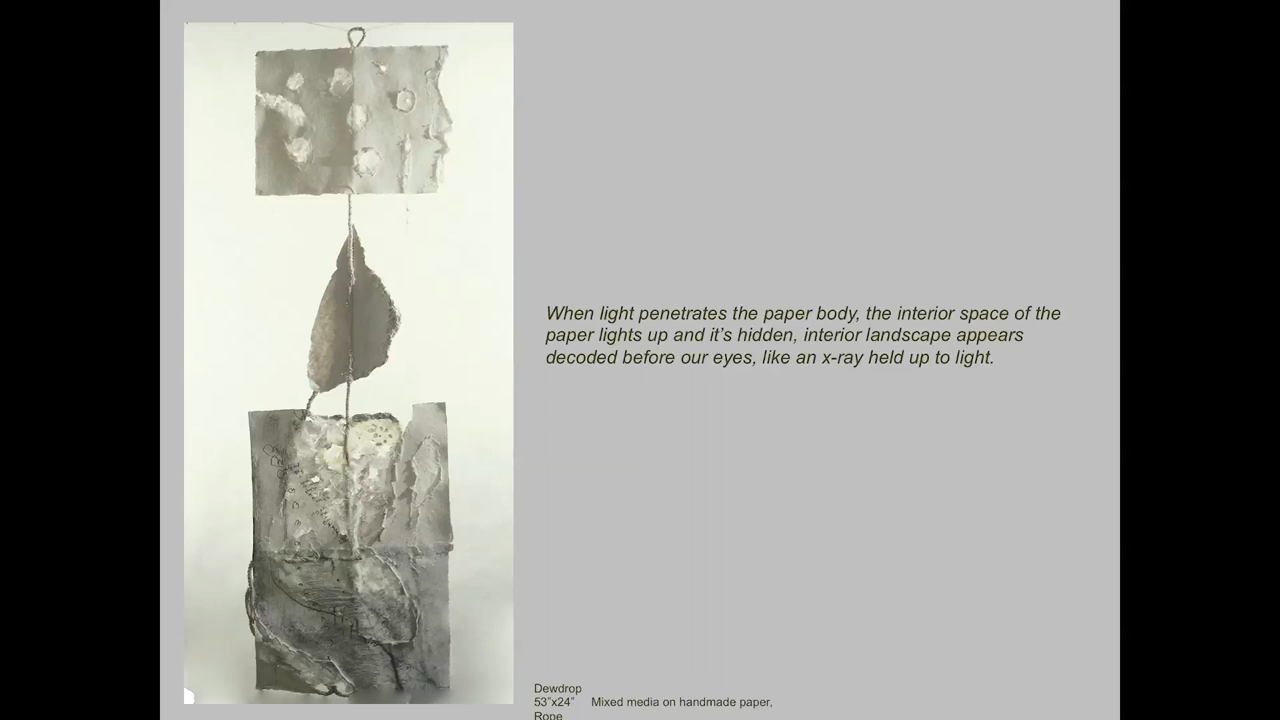 When light penetrates the paper body, the interior space of the
paper lights up and it's hidden, interior landscape appears
decoded before our eyes, like an x-ray held up to light.
Dewdrop
53"x24" Mixed media on handmade paper,
Rope